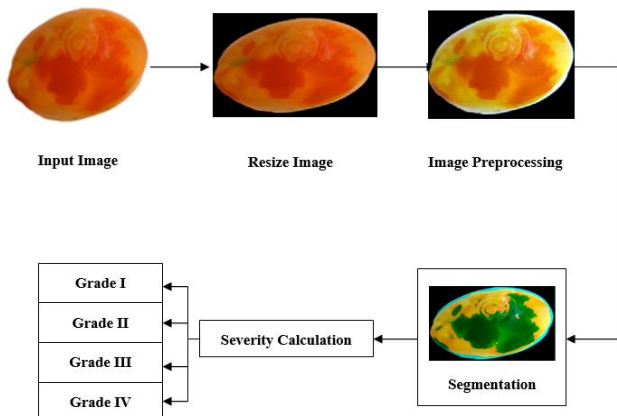 Input Image
Resize Image
Image Preprocessing
Segmentation
Severity Calculation
Grade I
Grade II
Grade III
Grade IV